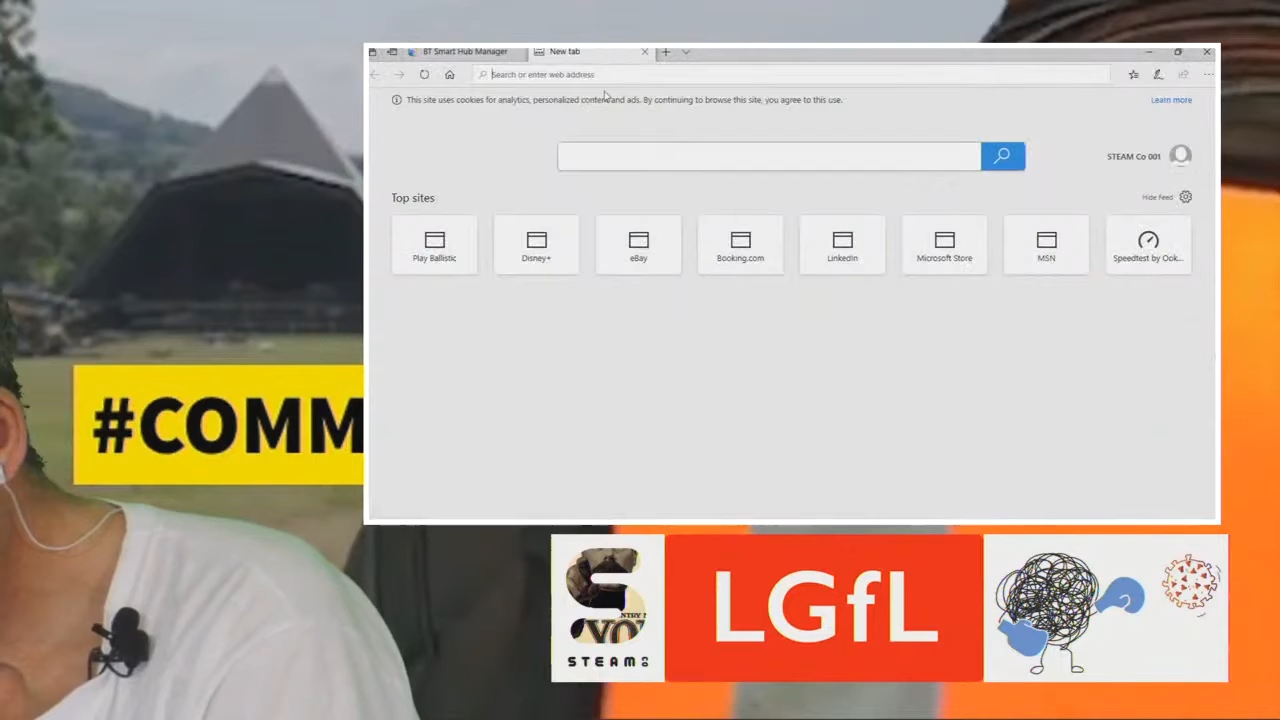 BT Smart Hub Manager
New tab
Search or enter web address
This site uses cookies for analytics, personalized content and ads. By continuing to browse this site, you agree to this use.
Learn more
STEAM Co 001
Top sites
Hide Feed
Play Ballistic
Disney+
eBay
Booking.com
LinkedIn
Microsoft Store
MSN
Speedtest by Ook...
#COMM
YO
STEAM CO
LGfL